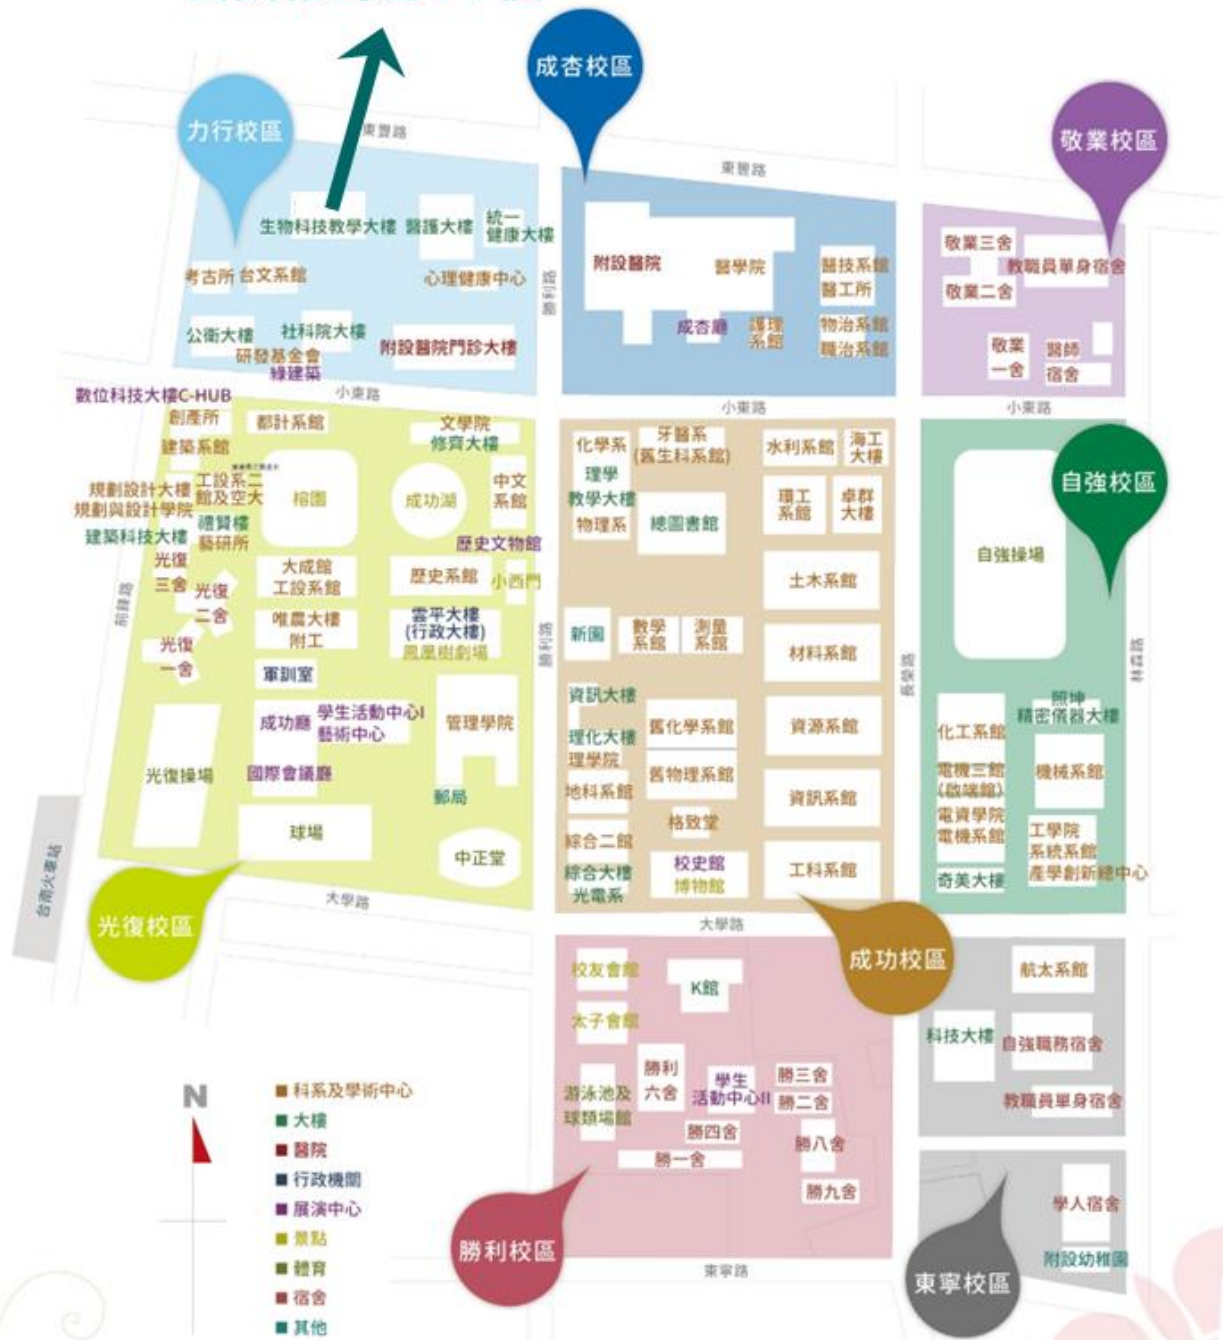 力行校區
成杏校區
敬業校區
東豐路
東豐路
生物科技教學大樓
醫護大樓
統一
健康大樓
考古所
台文系館
心理健康中心
公衛大樓
社科院大樓
研發基金會
綠建築
附設醫院門診大樓
勝利路
附設醫院
醫學院
醫技系館
醫工所
成杏廳
護理
系館
物治系館
職治系館
敬業三舍
教職員單身宿舍
敬業二舍
敬業
一舍
醫師
宿舍
小東路
小東路
小東路
數位科技大樓C-HUB
創產所
都計系館
文學院
修齊大樓
建築系館
規劃設計大樓
規劃與設計學院
工設系二
館及空大
榕園
成功湖
中文
系館
建築科技大樓
禮賢樓
藝研所
歷史文物館
光復
三舍
大成館
工設系館
歷史系館
小西門
光復
二舍
唯農大樓
附工
雲平大樓
(行政大樓)
鳳凰樹劇場
前鋒路
勝利路
光復
一舍
軍訓室
成功廳
學生活動中心I
藝術中心
管理學院
光復操場
國際會議廳
郵局
球場
中正堂
台南火車站
光復校區
大學路
化學系
牙醫系
(舊生科系館)
水利系館
海工
大樓
理學
教學大樓
物理系
總圖書館
環工
系館
卓群
大樓
土木系館
新園
數學
系館
測量
系館
材料系館
資訊大樓
理化大樓
理學院
舊化學系館
資源系館
舊物理系館
地科系館
資訊系館
格致堂
綜合二館
綜合大樓
光電系
校史館
博物館
工科系館
大學路
成功校區
長榮路
自強校區
自強操場
林森路
照坤
精密儀器大樓
化工系館
電機三館
(啟端館)
機械系館
電資學院
電機系館
工學院
系統系館
產學創新總中心
奇美大樓
校友會館
K館
太子會館
勝利
六舍
學生
活動中心II
勝三舍
勝二舍
游泳池及
球類場館
勝四舍
勝八舍
勝一舍
勝九舍
勝利校區
東寧路
航太系館
科技大樓
自強職務宿舍
教職員單身宿舍
學人宿舍
附設幼稚園
東寧校區
N
科系及學術中心
大樓
醫院
行政機關
展演中心
景點
體育
宿舍
其他